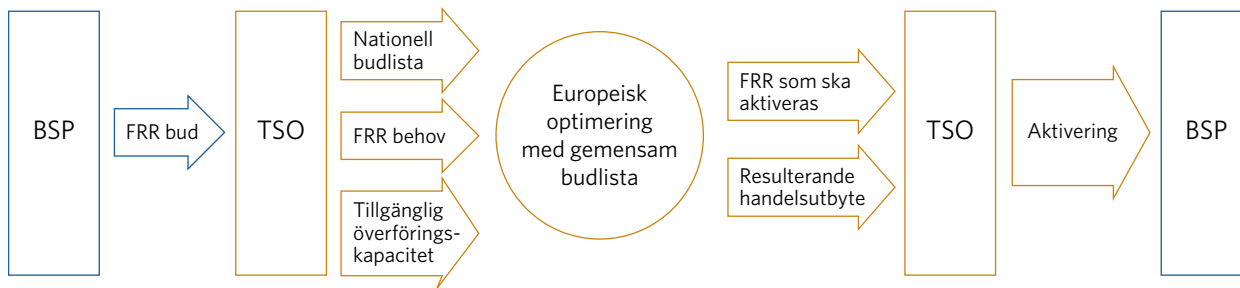 BSP
FRR bud
TSO
Nationell
budlista
FRR behov
Tillgänglig
överförings-
kapacitet
Europeisk
optimering
med gemensam
budlista
FRR som ska
aktiveras
Resulterande
handelsutbyte
TSO
Aktivering
BSP